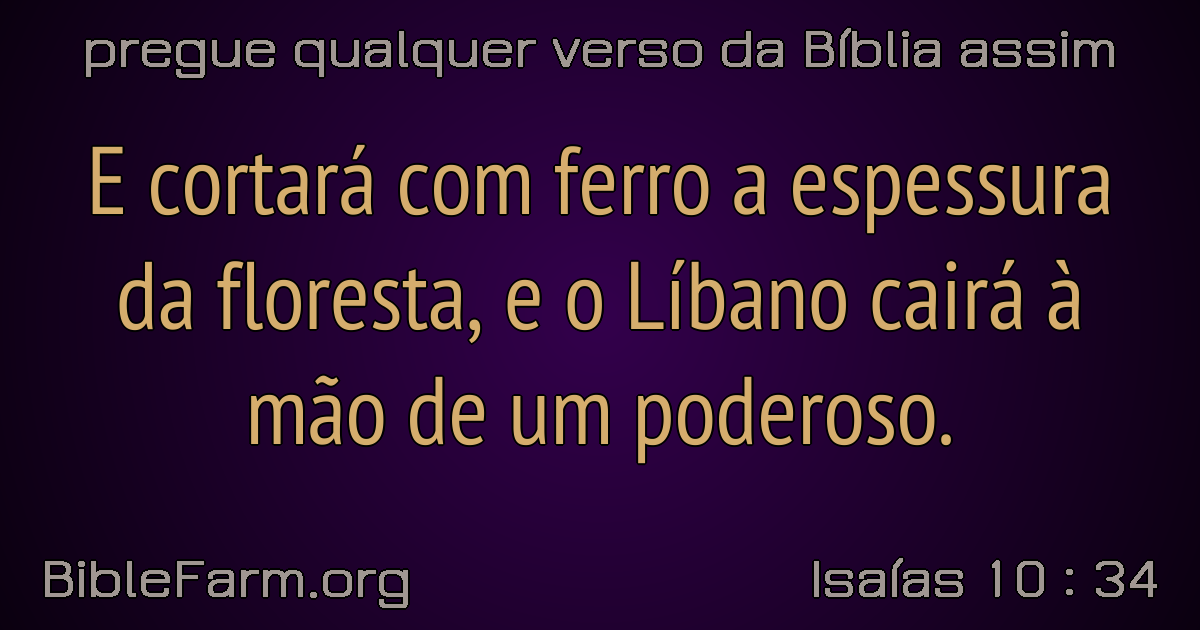 pregue qualquer verso da Bíblia assim
E cortará com ferro a espessura
da floresta, e o Líbano cairá à
mão de um poderoso.
BibleFarm.org
Isaías 10 : 34